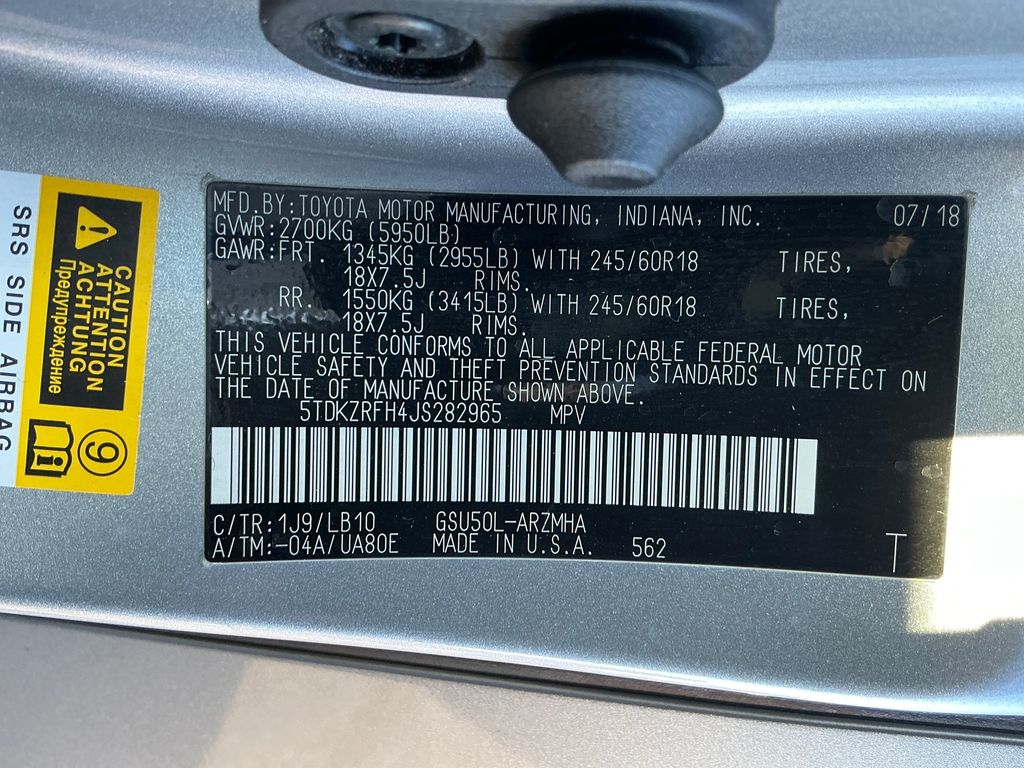 MFD.BY:TOYOTA MOTOR MANUFACTURING, INDIANA, INC. 07/18
GVWR:2700KG (5950LB)
GAWR:FRT. 1345KG (2955LB) WITH 245/60R18 TIRES,
18X7.5J RIMS.
RR. 1550KG (3415LB) WITH 245/60R18 TIRES,
18X7.5J RIMS.
THIS VEHICLE CONFORMS TO ALL APPLICABLE FEDERAL MOTOR
VEHICLE SAFETY AND THEFT PREVENTION STANDARDS IN EFFECT ON
THE DATE OF MANUFACTURE SHOWN ABOVE.
5TDKZRFH4JS282965 MPV
C/TR:1J9/LB10 GSU50L-ARZMHA
A/TM:-04A/UA80E MADE IN U.S.A. 562 T
CAUTION
ATTENTION
ACHTUNG
Предупреждение
9
SRS SIDE AIRBAG